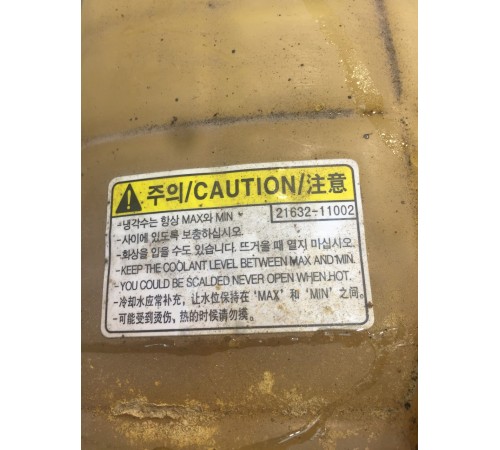 주의/CAUTION/注意
-냉각수는 항상 MAX와 MIN 21632-11002
-사이에 있도록 보충하십시오.
-화상을 입을 수도 있습니다. 뜨거울 때 열지 마십시오.
-KEEP THE COOLANT LEVEL BETWEEN MAX AND MIN.
-YOU COULD BE SCALDED NEVER OPEN WHEN HOT.
-冷却水应常补充，让水位保持在'MAX'和'MIN'之间。
-可能受到烫伤，热的时候请勿摸。